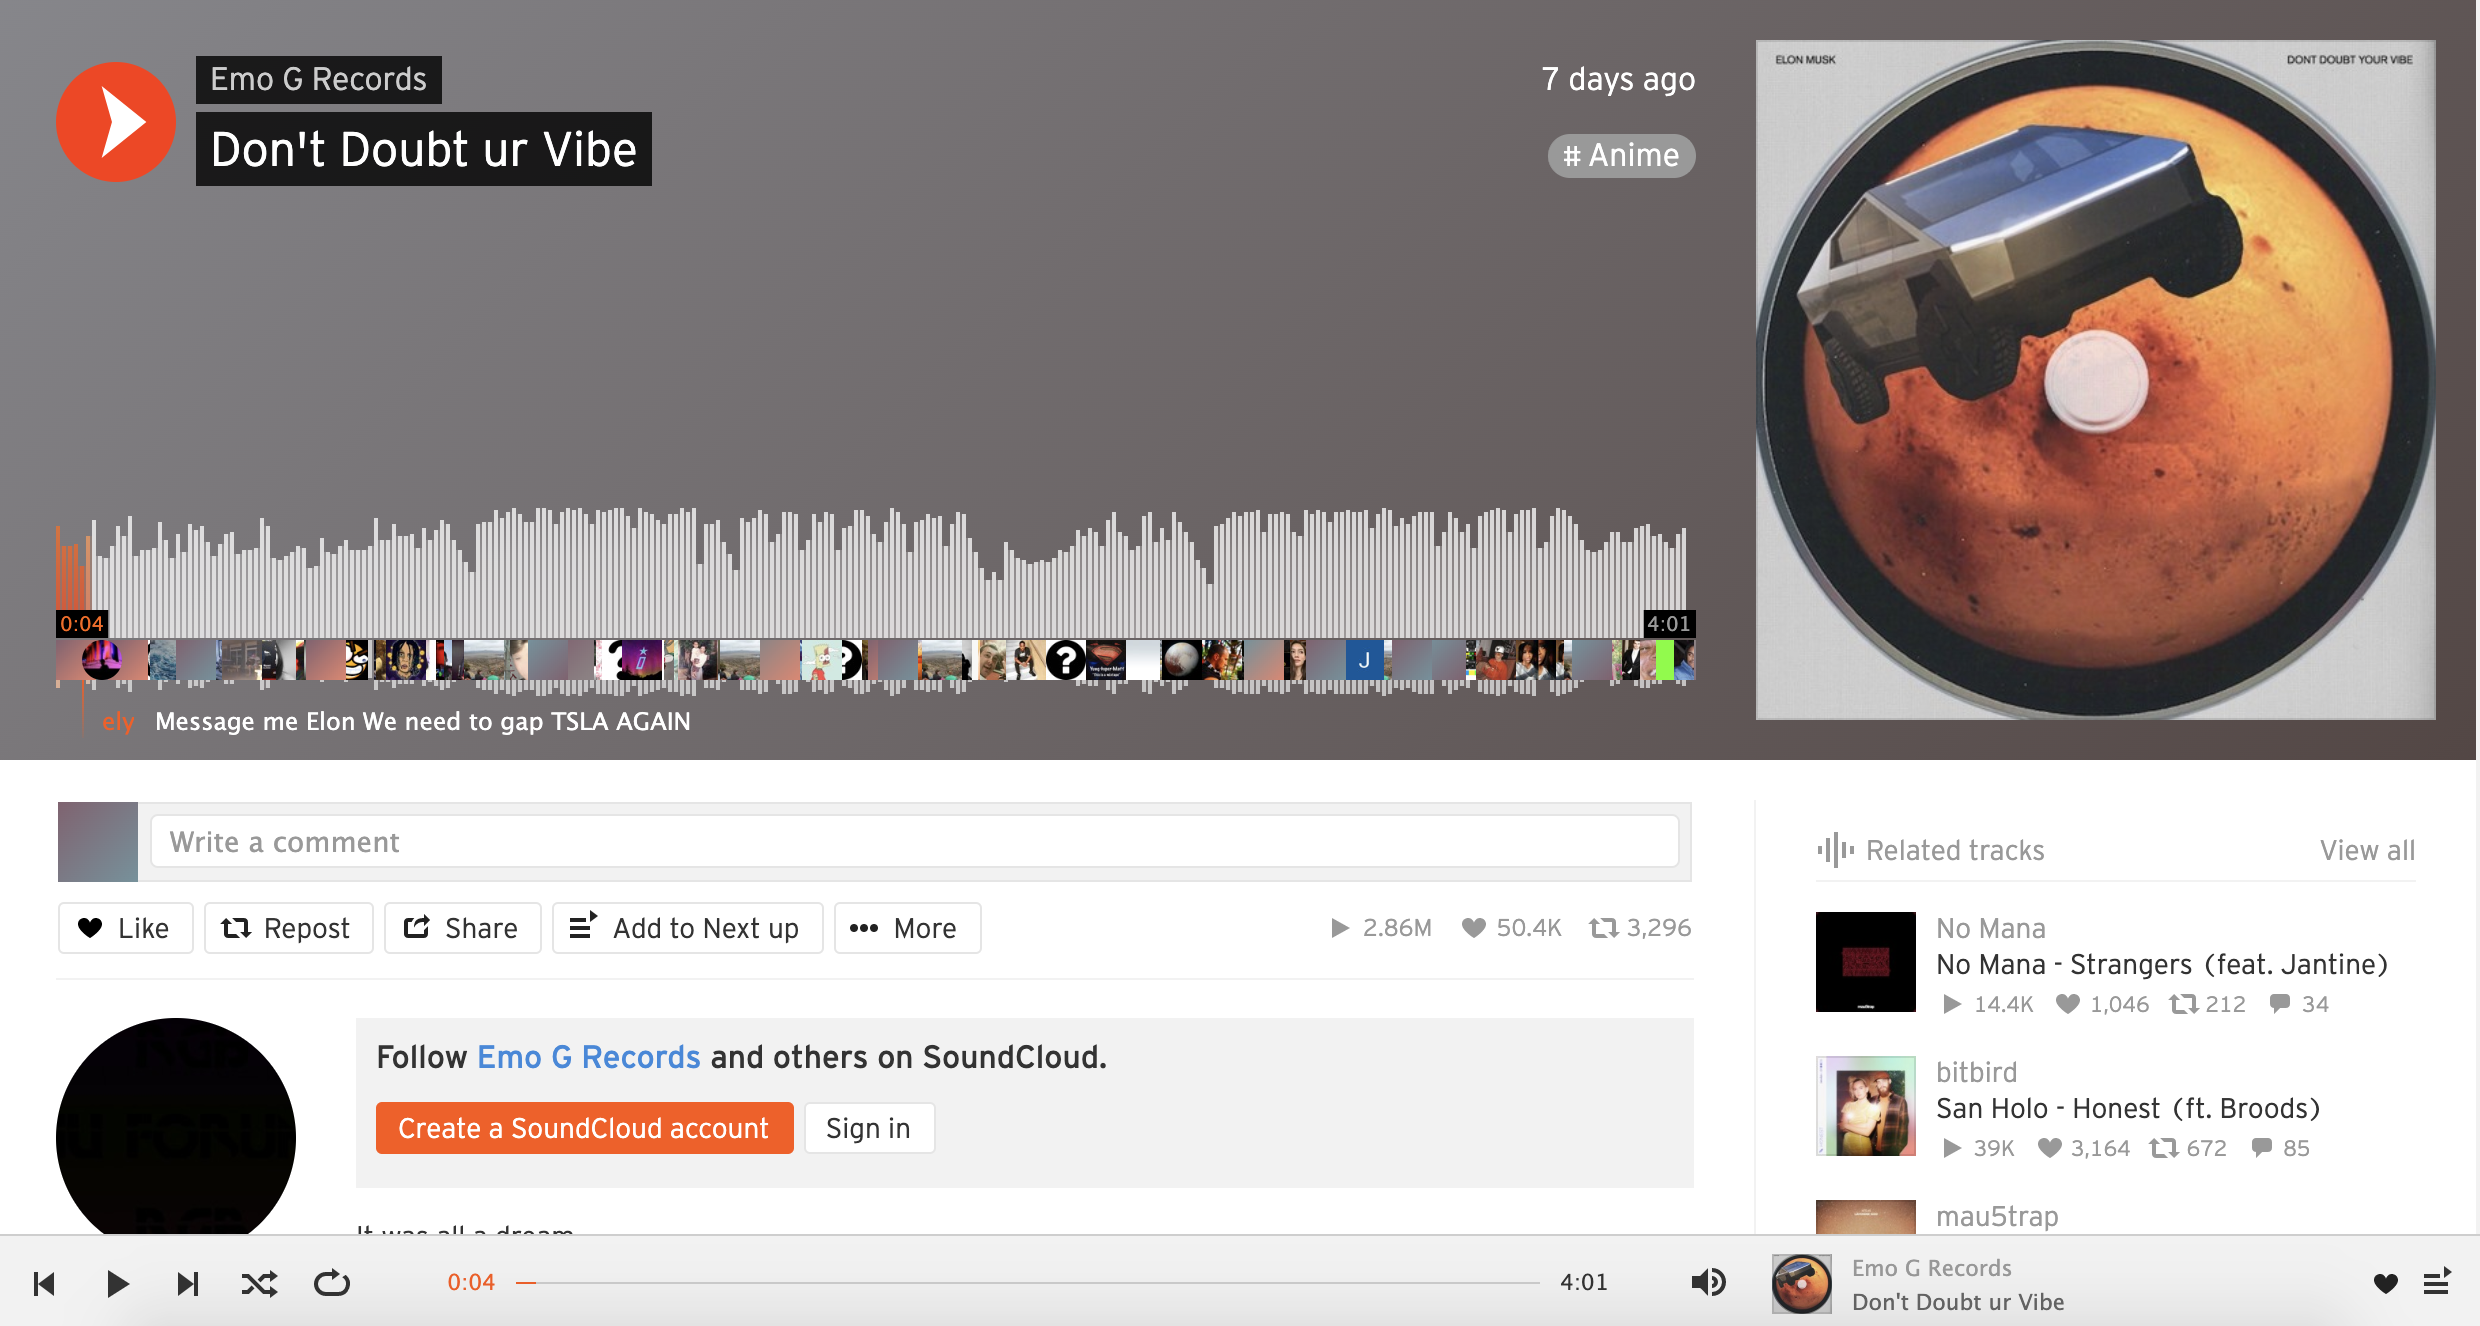 Emo G Records
Don't Doubt ur Vibe
7 days ago
# Anime
ELON MUSK
DONT DOUBT YOUR VIBE
0:04
4:01
J
ely Message me Elon We need to gap TSLA AGAIN
Write a comment
Like
Repost
Share
Add to Next up
More
2.86M
50.4K
3,296
Related tracks
View all
No Mana
No Mana - Strangers (feat. Jantine)
14.4K 1,046 212 34
bitbird
San Holo - Honest (ft. Broods)
39K 3,164 672 85
mau5trap
Follow Emo G Records and others on SoundCloud.
Create a SoundCloud account
Sign in
It was all a dream
0:04
4:01
Emo G Records
Don't Doubt ur Vibe